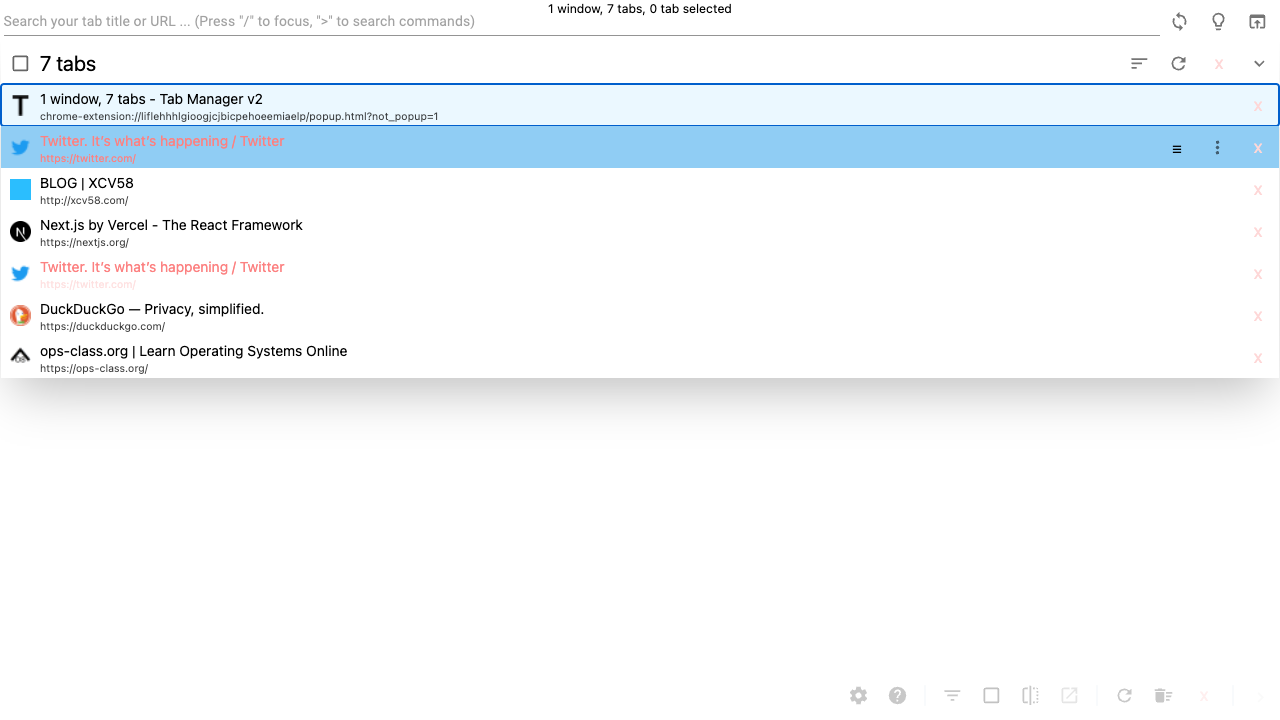 1 window, 7 tabs, 0 tab selected
Search your tab title or URL ... (Press "/" to focus, ">" to search commands)
7 tabs
x
1 window, 7 tabs - Tab Manager v2
chrome-extension://liflehhhlgioogjcjbicpehoeemiaelp/popup.html?not_popup=1
x
Twitter. It's what's happening / Twitter
https://twitter.com/
x
BLOG | XCV58
http://xcv58.com/
x
Next.js by Vercel - The React Framework
https://nextjs.org/
x
Twitter. It's what's happening / Twitter
https://twitter.com/
x
DuckDuckGo — Privacy, simplified.
https://duckduckgo.com/
x
ops-class.org | Learn Operating Systems Online
https://ops-class.org/
x
x